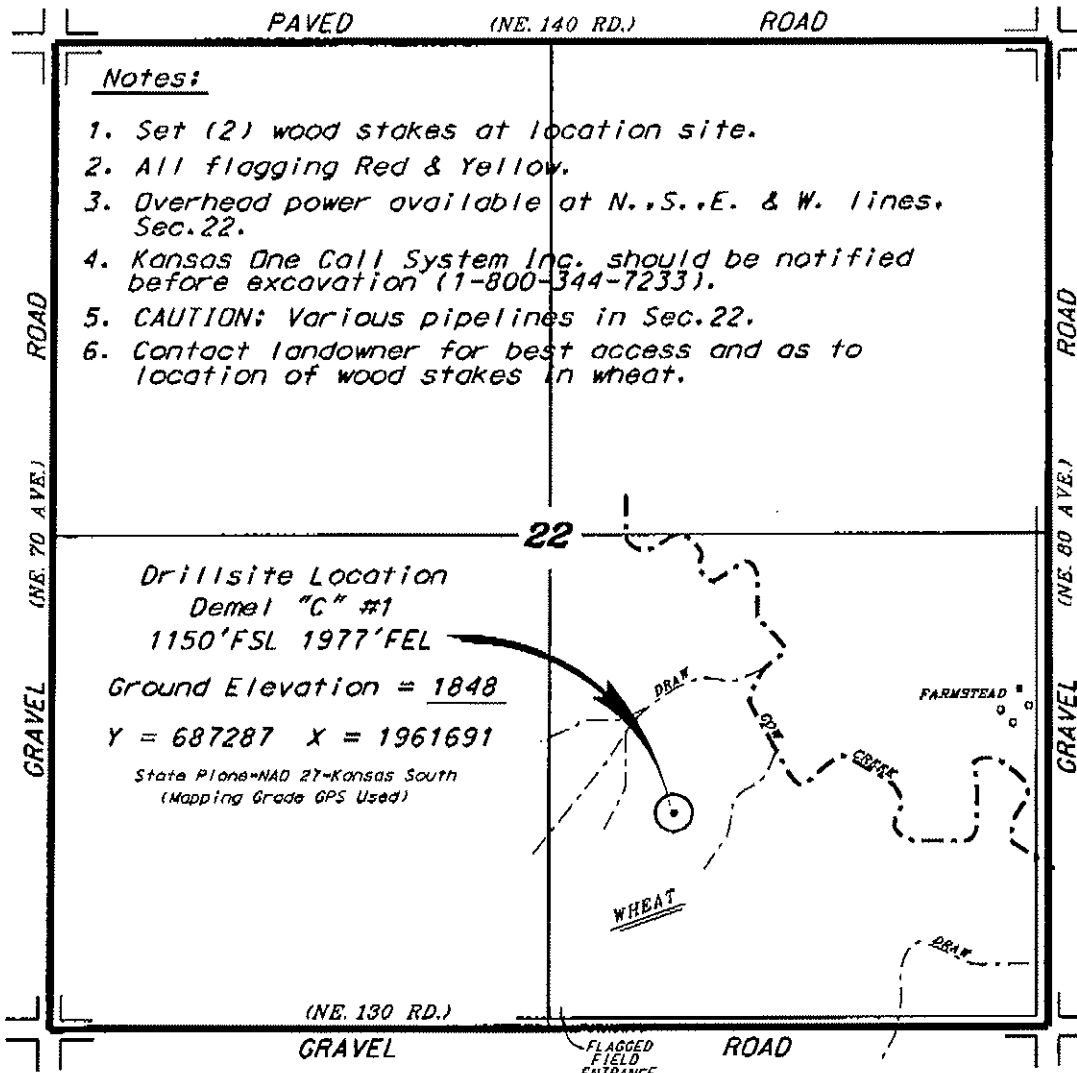 PAVED (NE. 140 RD.) ROAD
Notes:
1. Set (2) wood stakes at location site.
2. All flagging Red & Yellow.
3. Overhead power available at N.,S.,E. & W. lines,
Sec.22.
4. Kansas One Call System Inc. should be notified
before excavation (1-800-344-7233).
5. CAUTION: Various pipelines in Sec.22.
6. Contact landowner for best access and as to
location of wood stakes in wheat.
GRAVEL (NE. 70 AVE.) ROAD
GRAVEL (NE. 80 AVE.) ROAD
22
Drillsite Location
Demel "C" #1
1150'FSL 1977'FEL
Ground Elevation = 1848
Y = 687287 X = 1961691
State Plane-NAD 27-Kansas South
(Mapping Grade GPS Used)
DRAW
COW
CREEK
FARMSTEAD
WHEAT
DRAW
(NE. 130 RD.)
GRAVEL ROAD
FLAGGED
FIELD
ENTRANCE